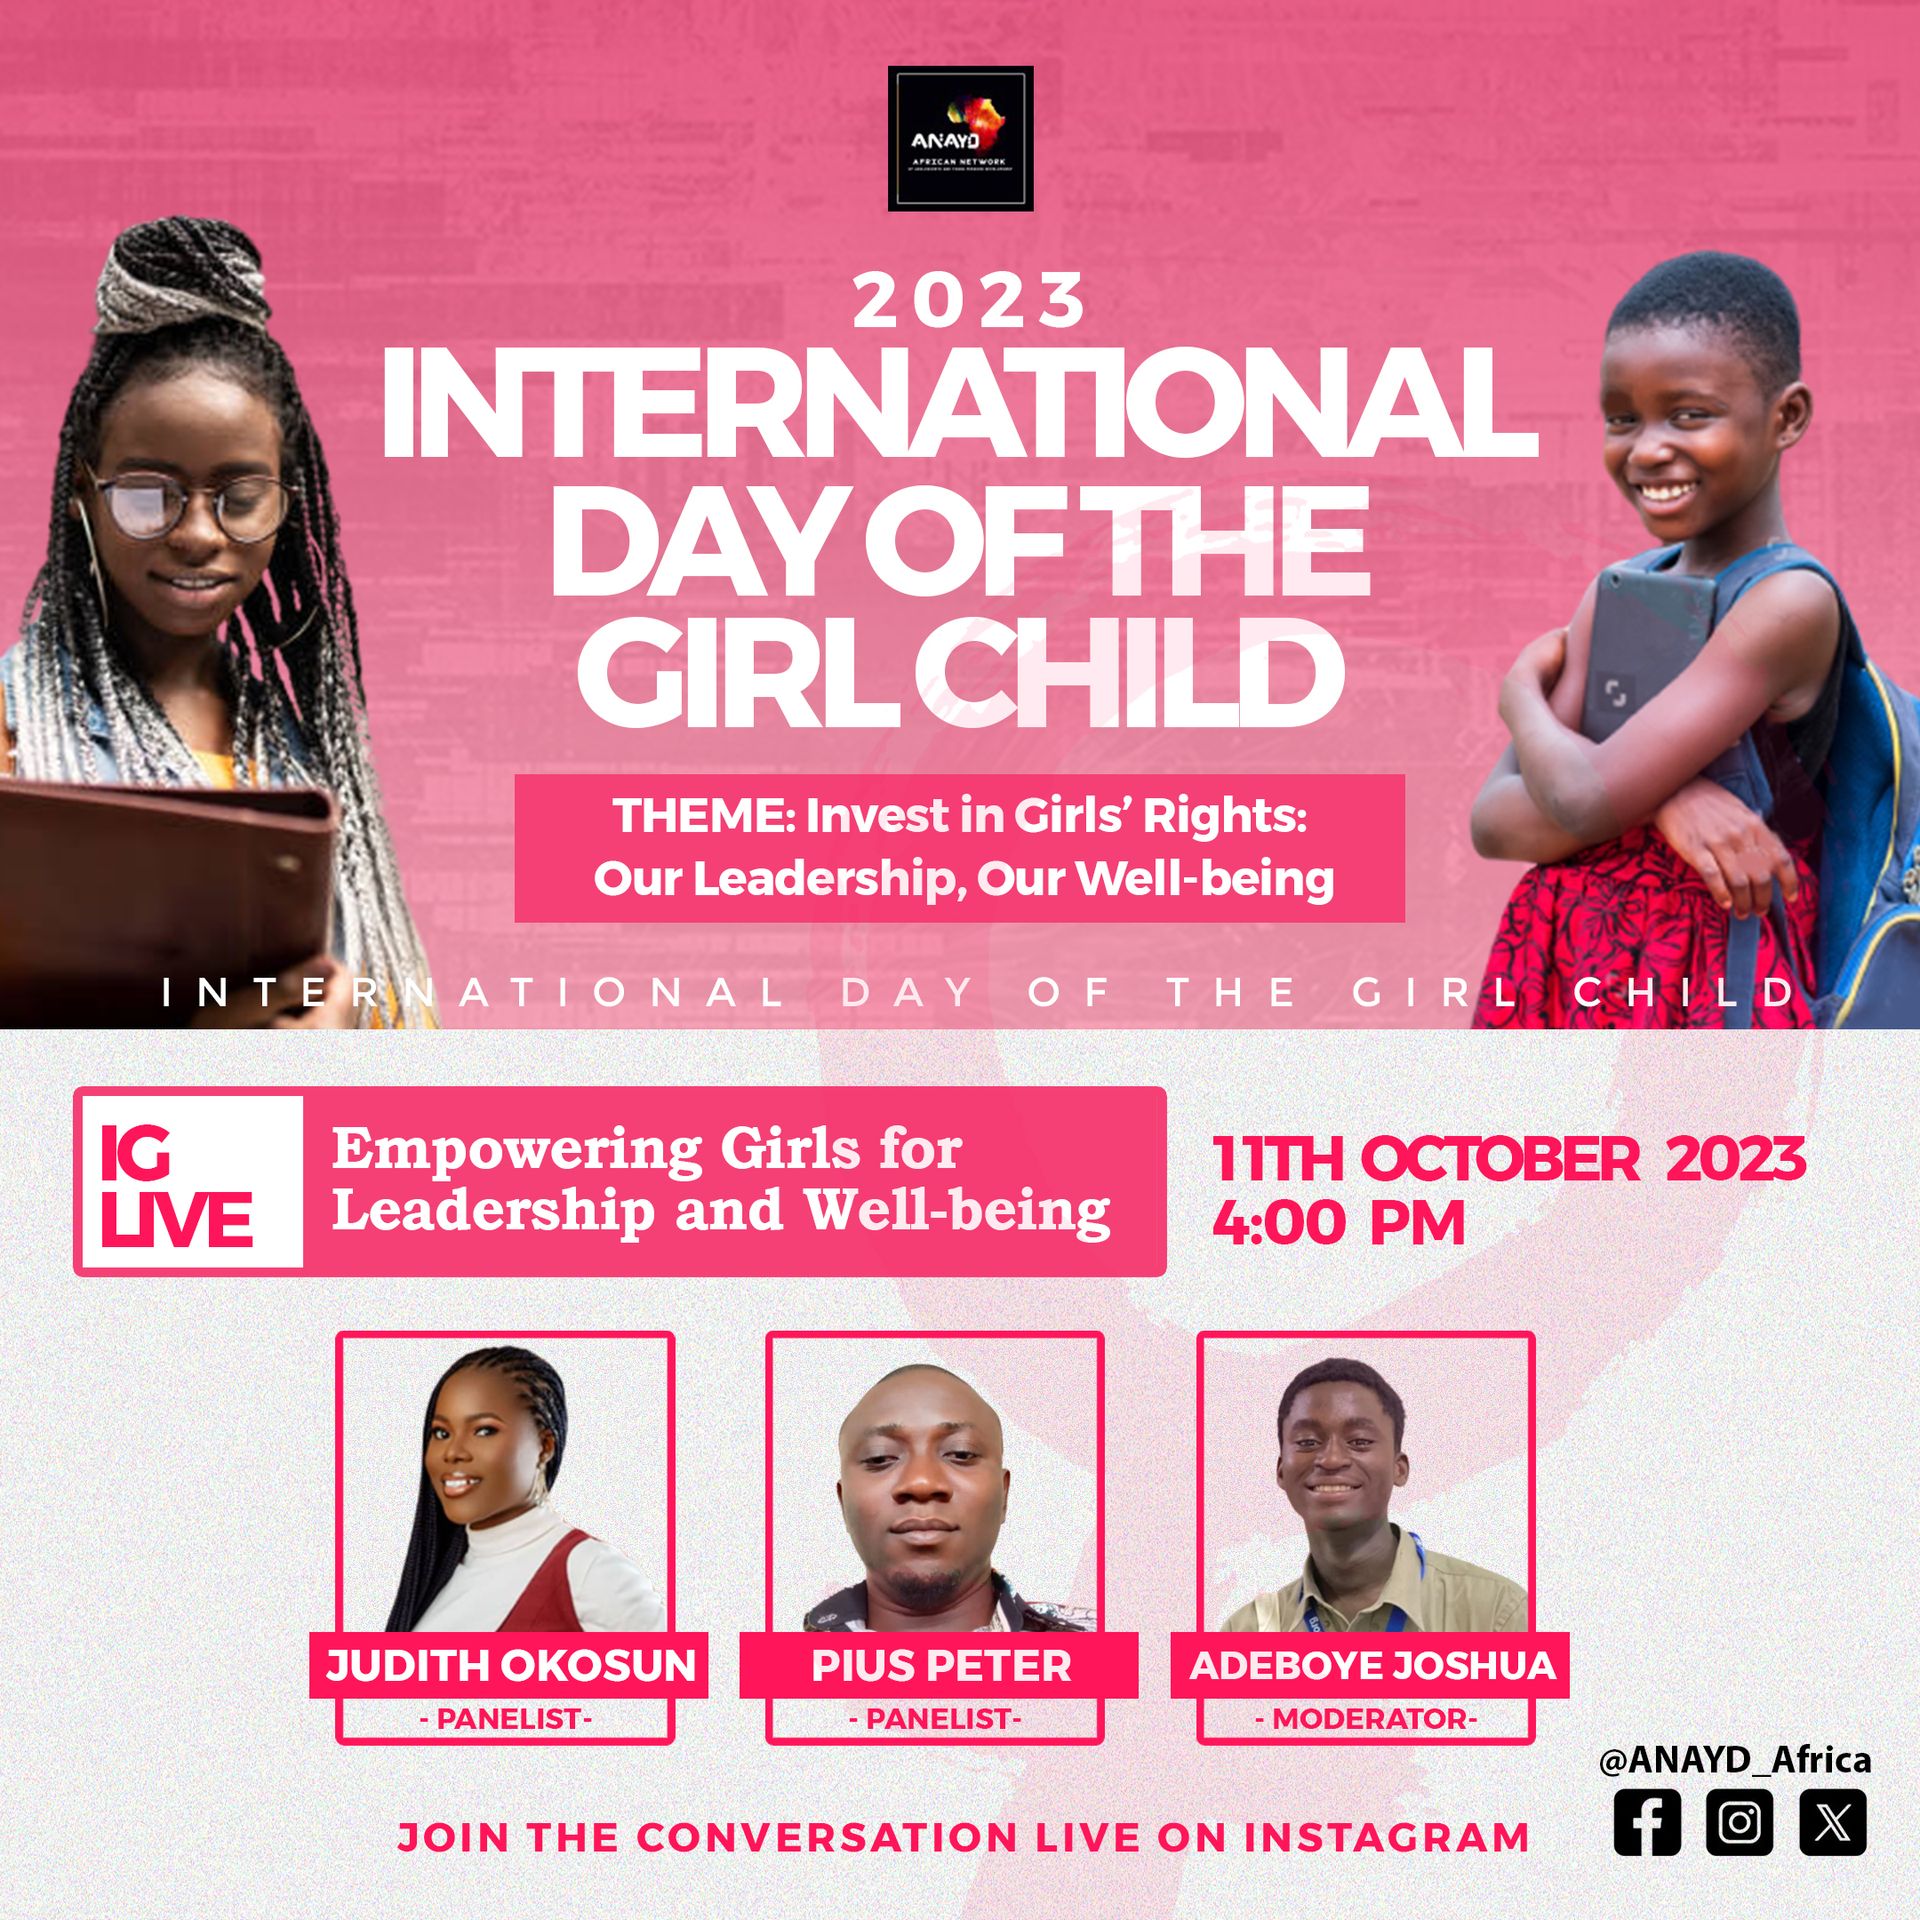 ANAYD
AFRICAN NETWORK
2023
INTERNATIONAL
DAY OF THE
GIRL CHILD
THEME: Invest in Girls’ Rights:
Our Leadership, Our Well-being
INTERNATIONAL DAY OF THE GIRL CHILD
IG
LIVE
Empowering Girls for
Leadership and Well-being
11TH OCTOBER 2023
4:00 PM
JUDITH OKOSUN
- PANELIST-
PIUS PETER
- PANELIST-
ADEBOYE JOSHUA
- MODERATOR-
@ANAYD_Africa
JOIN THE CONVERSATION LIVE ON INSTAGRAM